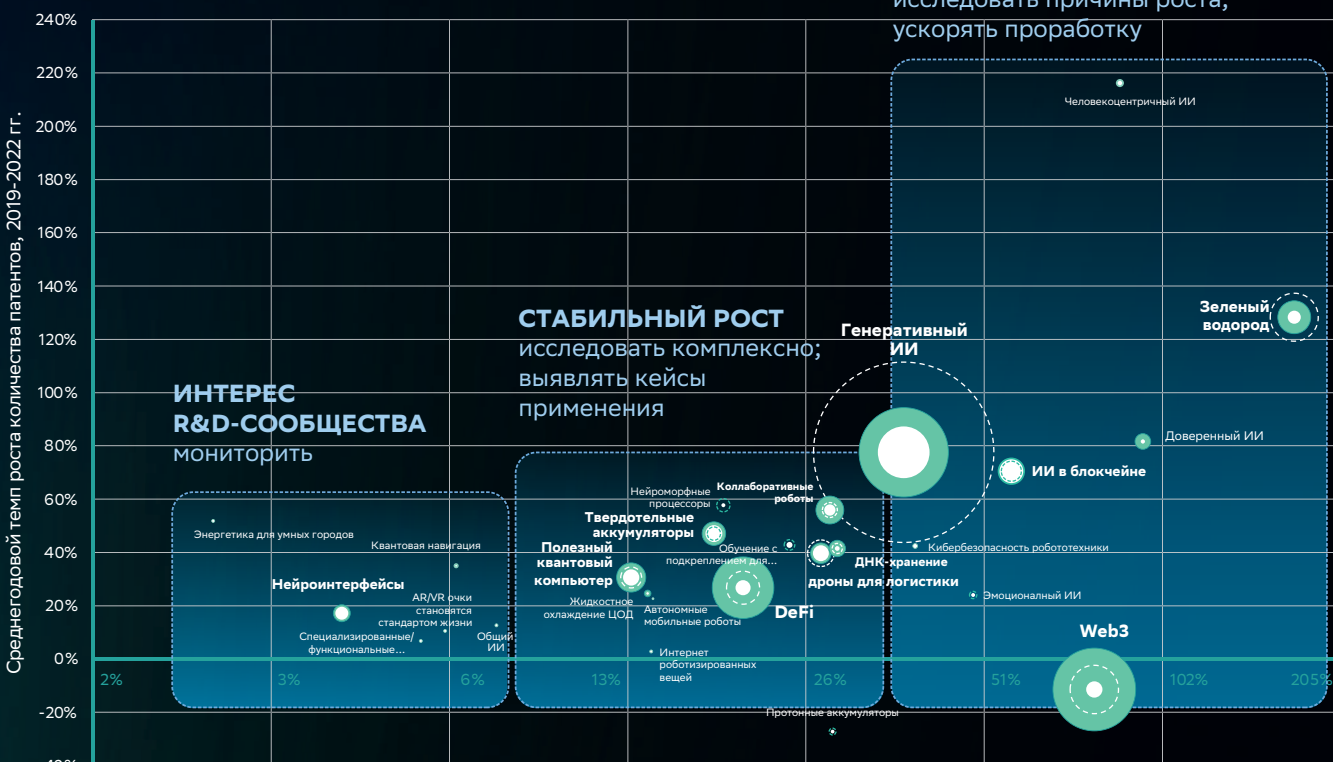 исследовать причины роста;
ускорять проработку
Среднегодовой темп роста количества патентов, 2019-2022 гг.
240%
220%
200%
180%
160%
140%
120%
100%
80%
60%
40%
20%
0%
-20%
Человекоцентричный ИИ
Зеленый
водород
СТАБИЛЬНЫЙ РОСТ
исследовать комплексно;
выявлять кейсы
применения
Генеративный
ИИ
ИНТЕРЕС
R&D-СООБЩЕСТВА
мониторить
Доверенный ИИ
ИИ в блокчейне
Нейроморфные
процессоры
Коллаборативные
роботы
Твердотельные
аккумуляторы
Энергетика для умных городов
Квантовая навигация
Полезный
квантовый
компьютер
Обучение с
подкреплением для...
ДНК-хранение
дроны для логистики
Кибербезопасность робототехники
Нейроинтерфейсы
AR/VR очки
становятся
стандартом жизни
Специализированные/
функциональные...
Общий
ИИ
Жидкостное
охлаждение ЦОД
Автономные
мобильные роботы
DeFi
Эмоционалный ИИ
Web3
Интернет
роботизированных
вещей
2%
3%
6%
13%
26%
51%
102%
205%
Протонные аккумуляторы